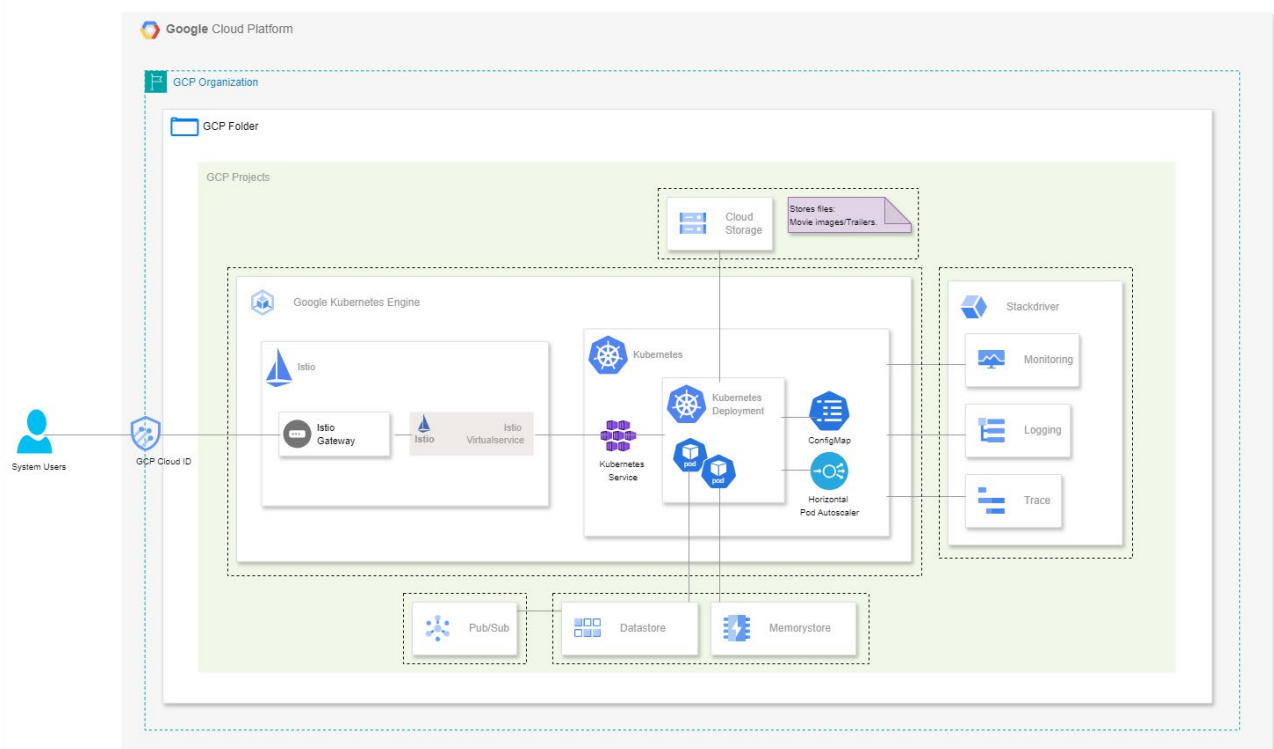 Google Cloud Platform
GCP Organization
GCP Folder
GCP Projects
Cloud
Storage
Stores files:
Movie images/Trailers.
Google Kubernetes Engine
Stackdriver
Istio
Kubernetes
Monitoring
Kubernetes
Deployment
Istio
Gateway
Istio
Istio
Virtualservice
ConfigMap
Logging
System Users
GCP Cloud ID
Kubernetes
Service
pod
pod
Horizontal
Pod Autoscaler
Trace
Pub/Sub
Datastore
Memorystore